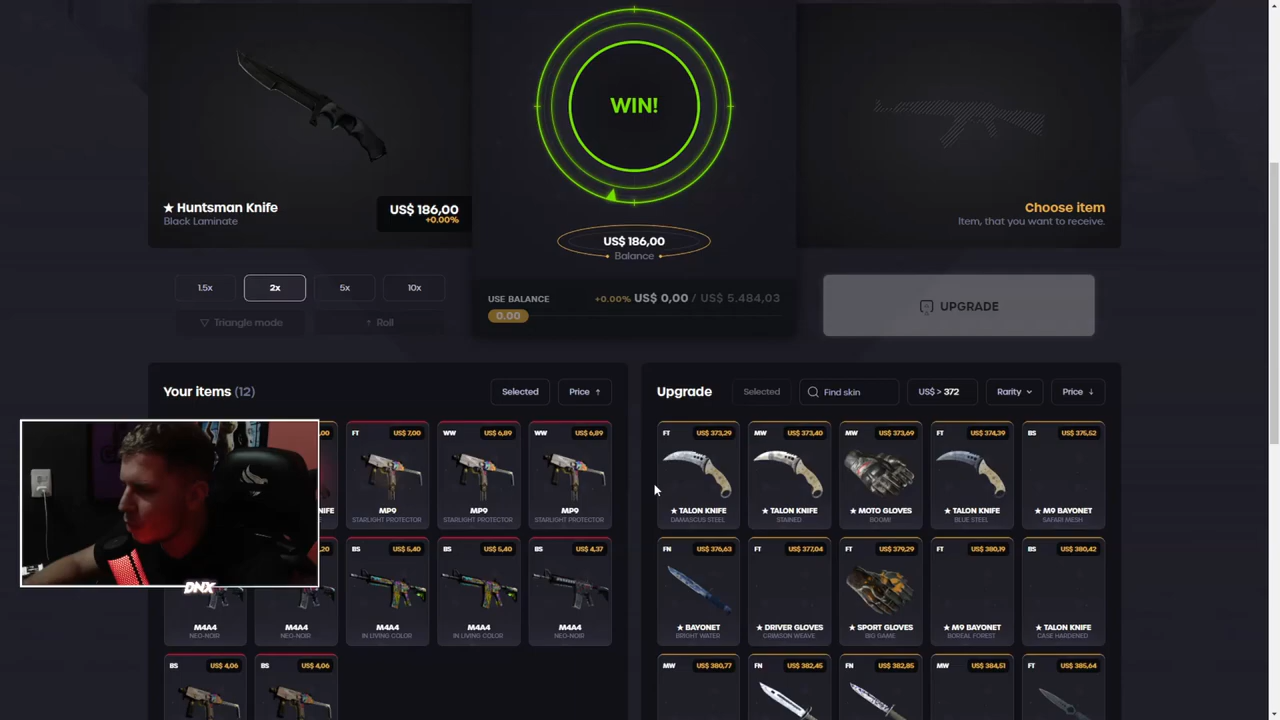 WIN!
★ Huntsman Knife
Black Laminate
US$ 186,00
+0.00%
US$ 186,00
Balance
Choose item
Item, that you want to receive.
1.5x
2x
5x
10x
Triangle mode
Roll
USE BALANCE
+0.00% US$ 0,00 / US$ 5.484,03
0.00
UPGRADE
Your items (12)
Selected
Price ↑
Upgrade
Selected
Find skin
US$ > 372
Rarity
Price ↓
FT US$ 7,00
MP9
STARLIGHT PROTECTOR
WW US$ 6,89
MP9
STARLIGHT PROTECTOR
WW US$ 6,89
MP9
STARLIGHT PROTECTOR
M4A4
NEO-NOIR
M4A4
NEO-NOIR
BS US$ 5,40
M4A4
IN LIVING COLOR
BS US$ 5,40
M4A4
IN LIVING COLOR
BS US$ 4,37
M4A4
NEO-NOIR
BS US$ 4,06
BS US$ 4,06
FT US$ 373,29
★ TALON KNIFE
DAMASCUS STEEL
MW US$ 373,40
★ TALON KNIFE
STAINED
MW US$ 373,69
★ MOTO GLOVES
BOOM!
FT US$ 374,39
★ TALON KNIFE
BLUE STEEL
BS US$ 375,52
★ M9 BAYONET
SAFARI MESH
FN US$ 376,63
★ BAYONET
BRIGHT WATER
FT US$ 377,04
★ DRIVER GLOVES
CRIMSON WEAVE
FT US$ 379,29
★ SPORT GLOVES
BIG GAME
FT US$ 380,19
★ M9 BAYONET
BOREAL FOREST
BS US$ 380,42
★ TALON KNIFE
CASE HARDENED
MW US$ 380,77
FN US$ 382,45
FN US$ 382,85
MW US$ 384,51
FT US$ 385,64
DNX